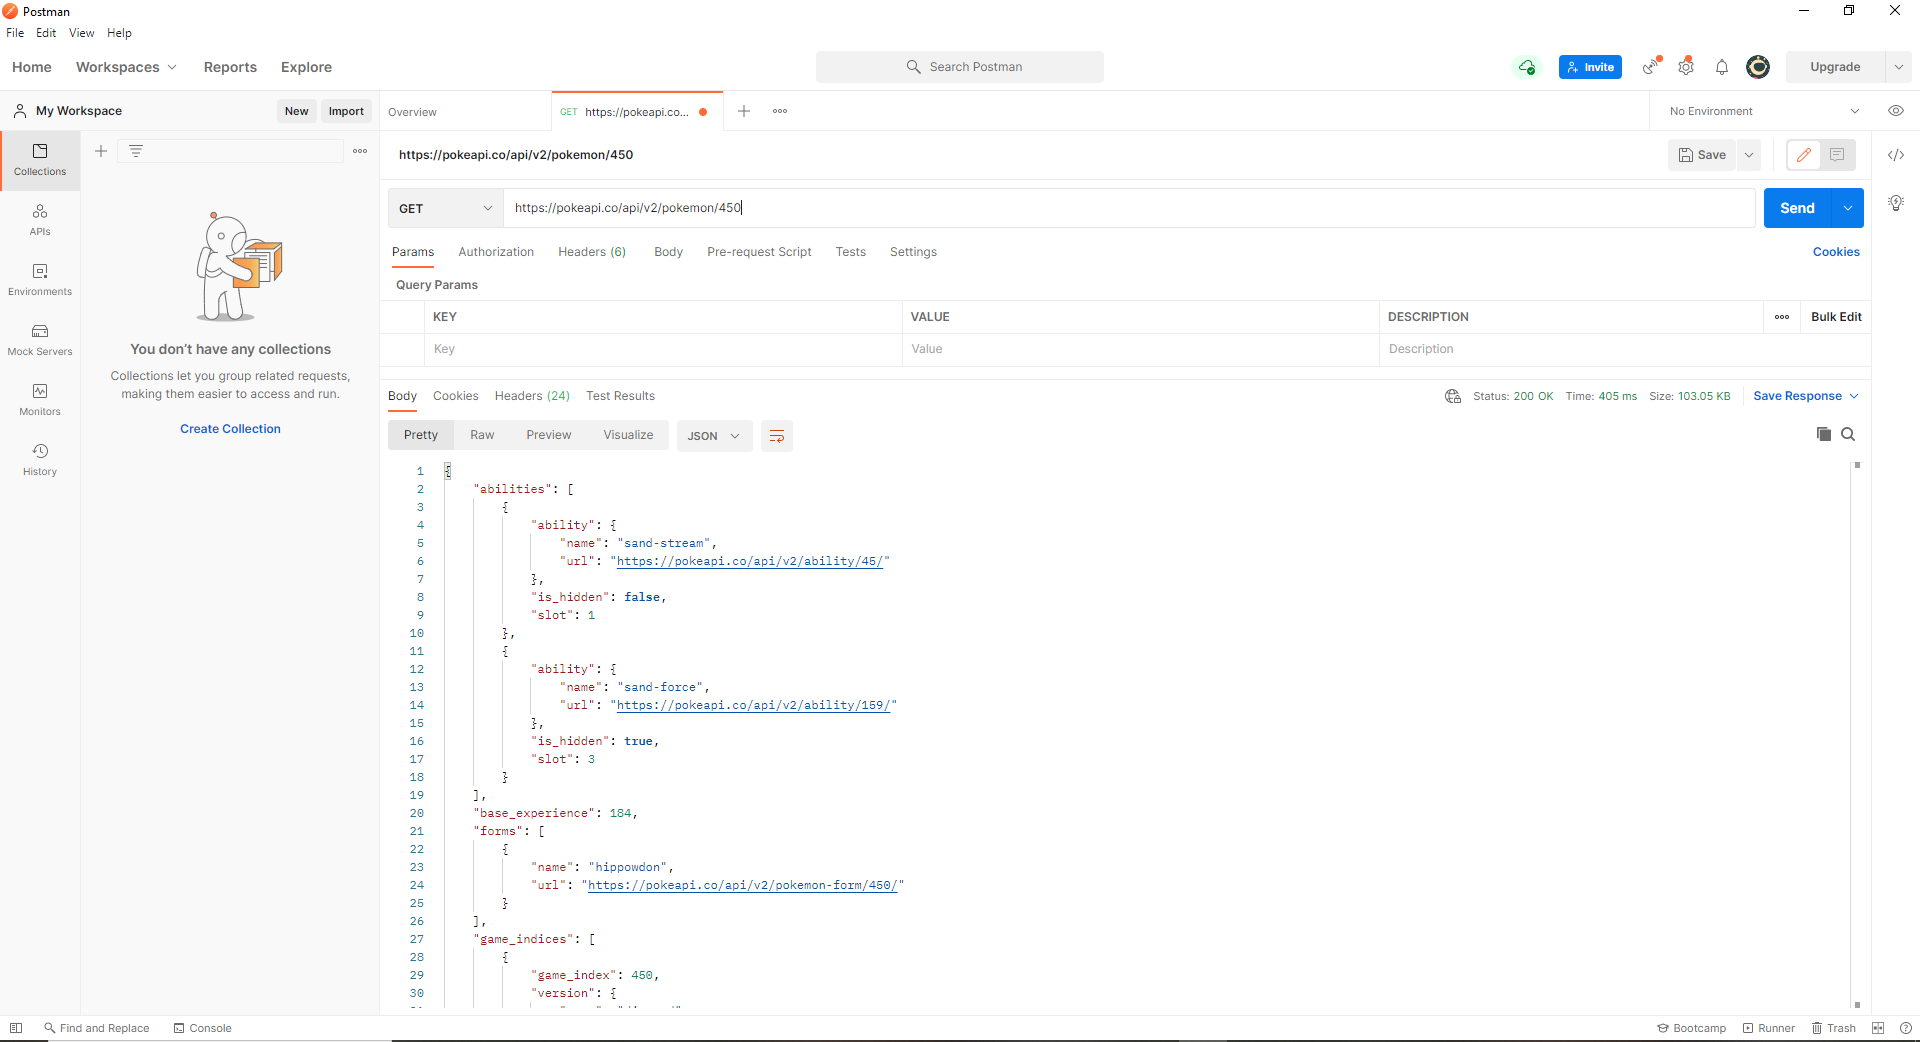 Postman
File Edit View Help
Home Workspaces Reports Explore
Search Postman
Invite
Upgrade
My Workspace
New Import
Overview
GET https://pokeapi.co...
No Environment
Collections
APIs
Environments
Mock Servers
Monitors
History
You don't have any collections
Collections let you group related requests,
making them easier to access and run.
Create Collection
https://pokeapi.co/api/v2/pokemon/450
Save
</>
GET https://pokeapi.co/api/v2/pokemon/450
Send
Params Authorization Headers (6) Body Pre-request Script Tests Settings
Cookies
Query Params
KEY VALUE DESCRIPTION
Bulk Edit
Key Value Description
Body Cookies Headers (24) Test Results
Status: 200 OK Time: 405 ms Size: 103.05 KB Save Response
Pretty Raw Preview Visualize JSON
1 {
2 "abilities": [
3 {
4 "ability": {
5 "name": "sand-stream",
6 "url": "https://pokeapi.co/api/v2/ability/45/"
7 },
8 "is_hidden": false,
9 "slot": 1
10 },
11 {
12 "ability": {
13 "name": "sand-force",
14 "url": "https://pokeapi.co/api/v2/ability/159/"
15 },
16 "is_hidden": true,
17 "slot": 3
18 }
19 ],
20 "base_experience": 184,
21 "forms": [
22 {
23 "name": "hippowdon",
24 "url": "https://pokeapi.co/api/v2/pokemon-form/450/"
25 }
26 ],
27 "game_indices": [
28 {
29 "game_index": 450,
30 "version": {
Find and Replace Console
Bootcamp Runner Trash